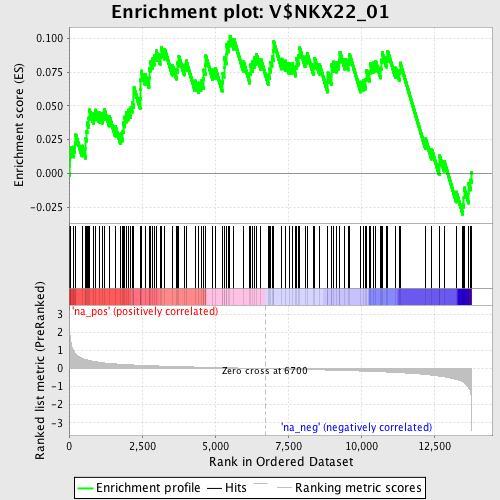 Enrichment plot: V$NKX22_01
Enrichment score (ES)
0.100
0.075
0.050
0.025
0.000
-0.025
Ranked list metric (PreRanked)
3
2
1
0
-1
-2
-3
'na_pos' (positively correlated)
Zero cross at 6700
'na_neg' (negatively correlated)
0
2,500
5,000
7,500
10,000
12,500
Rank in Ordered Dataset
Enrichment profile
Hits
Ranking metric scores